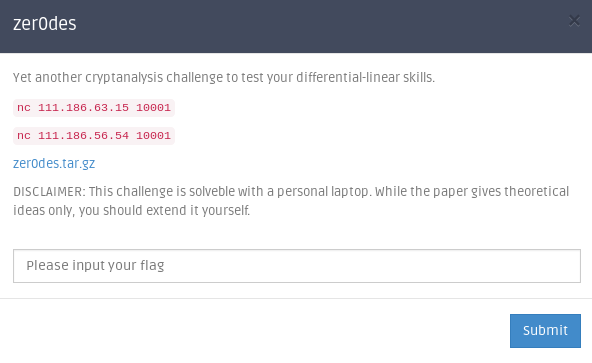 zer0des
×
Yet another cryptanalysis challenge to test your differential-linear skills.
nc 111.186.63.15 10001
nc 111.186.56.54 10001
zer0des.tar.gz
DISCLAIMER: This challenge is solveble with a personal laptop. While the paper gives theoretical
ideas only, you should extend it yourself.
Please input your flag
Submit